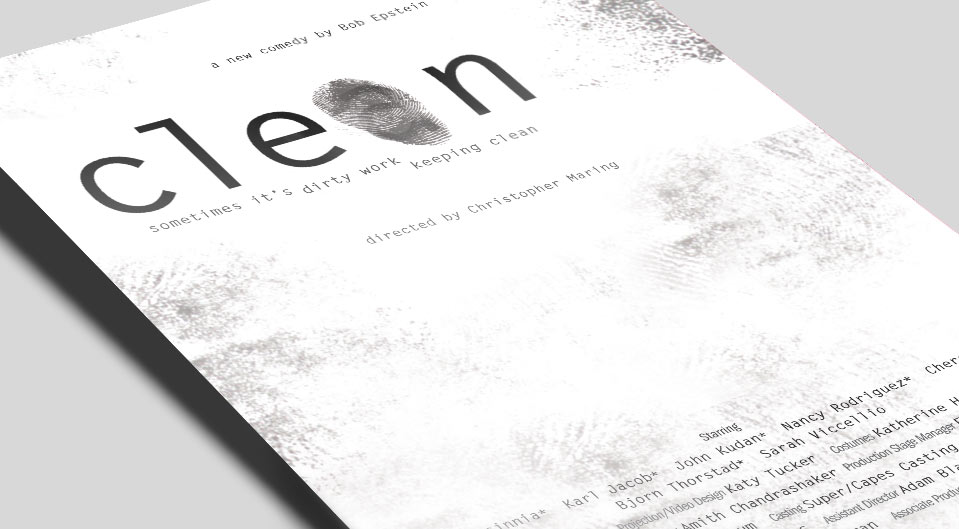 a new comedy by Bob Epstein
clean
sometimes it's dirty work keeping clean
directed by Christopher Maring
Starring
Karl Jacob* John Kudan* Nancy Rodriguez*
Bjorn Thorstad* Sarah Viccellio
Projection/Video Design Katy Tucker Costumes Katherine
Amith Chandrashaker Production Stage Manager
Casting Super/Capes Casting
Assistant Director Adam
Associate